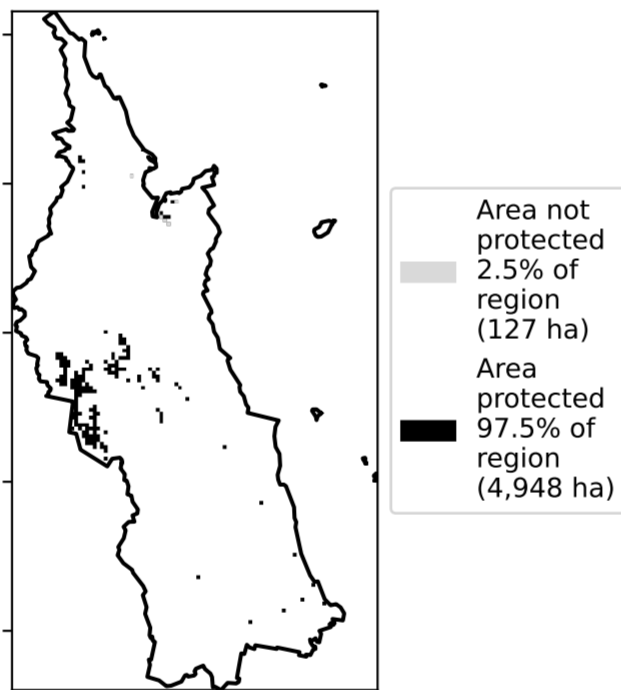 Area not
protected
2.5% of
region
(127 ha)
Area
protected
97.5% of
region
(4,948 ha)